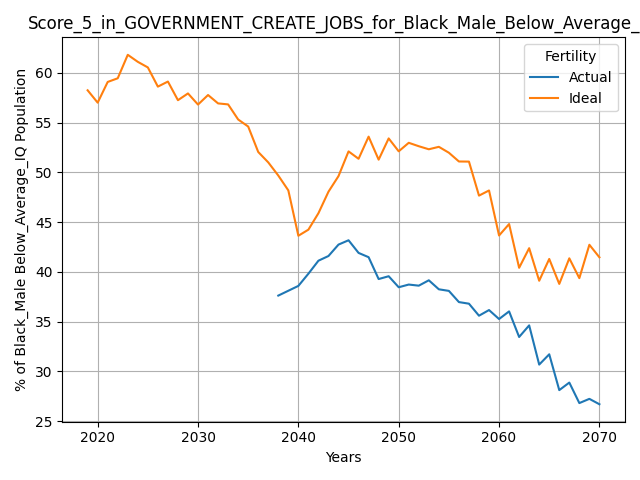 Score_5_in_GOVERNMENT_CREATE_JOBS_for_Black_Male_Below_Average_
% of Black_Male Below_Average_IQ Population
60
55
50
45
40
35
30
25
Fertility
Actual
Ideal
2020 2030 2040 2050 2060 2070
Years